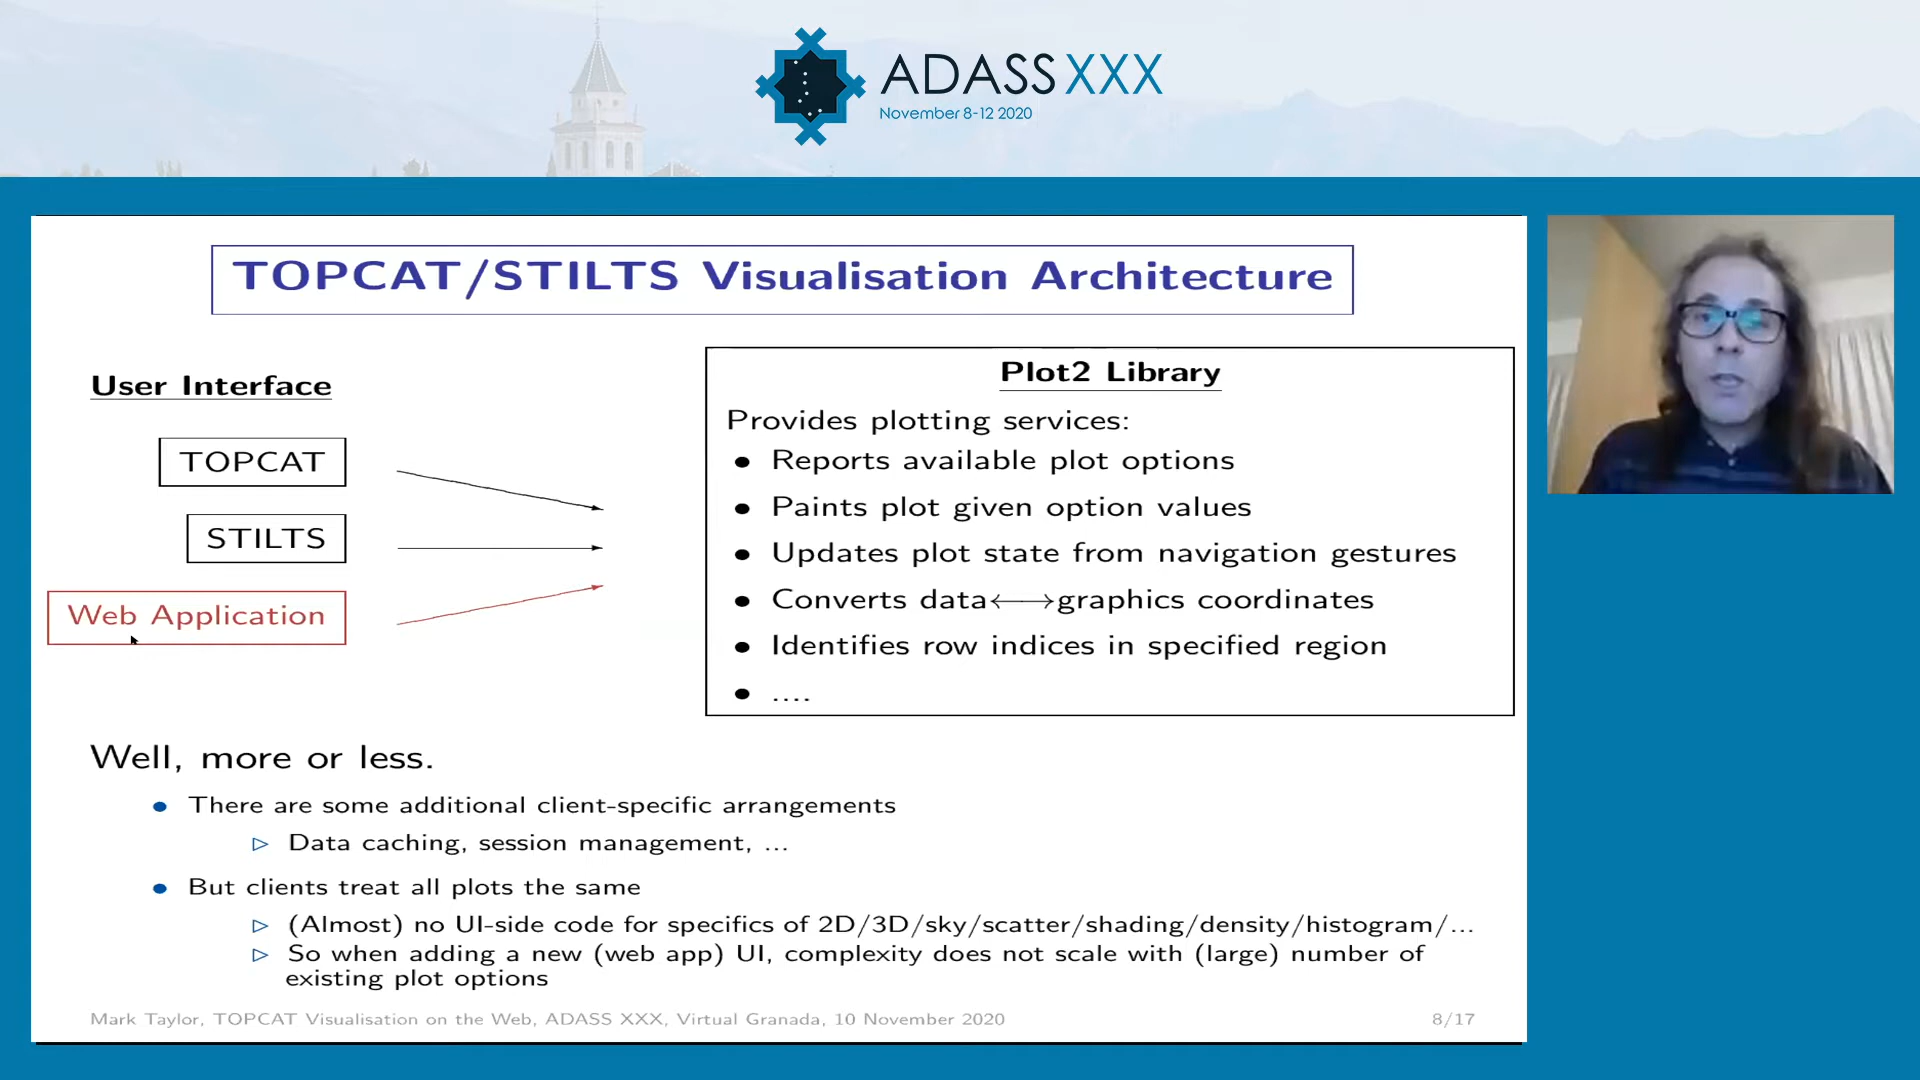 ADASS XXX
November 8-12 2020
TOPCAT/STILTS Visualisation Architecture
User Interface
TOPCAT
STILTS
Web Application
Plot2 Library
Provides plotting services:
● Reports available plot options
● Paints plot given option values
● Updates plot state from navigation gestures
● Converts data⟷graphics coordinates
● Identifies row indices in specified region
● ....
Well, more or less.
● There are some additional client-specific arrangements
▷ Data caching, session management, ...
● But clients treat all plots the same
▷ (Almost) no UI-side code for specifics of 2D/3D/sky/scatter/shading/density/histogram/...
▷ So when adding a new (web app) UI, complexity does not scale with (large) number of
existing plot options
Mark Taylor, TOPCAT Visualisation on the Web, ADASS XXX, Virtual Granada, 10 November 2020
8/17